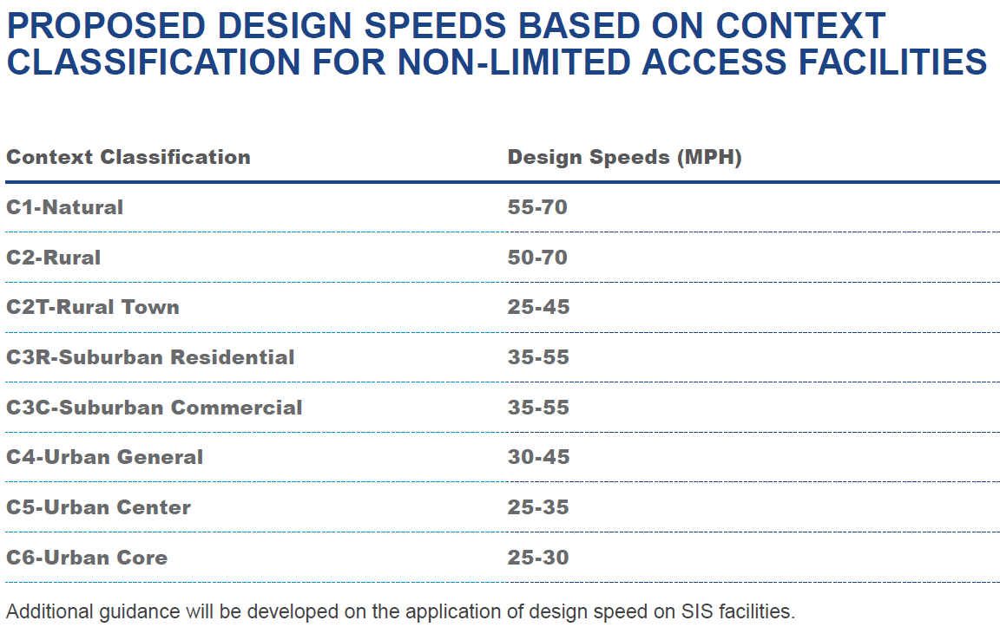 PROPOSED DESIGN SPEEDS BASED ON CONTEXT
CLASSIFICATION FOR NON-LIMITED ACCESS FACILITIES
Context Classification Design Speeds (MPH)
C1-Natural 55-70
C2-Rural 50-70
C2T-Rural Town 25-45
C3R-Suburban Residential 35-55
C3C-Suburban Commercial 35-55
C4-Urban General 30-45
C5-Urban Center 25-35
C6-Urban Core 25-30
Additional guidance will be developed on the application of design speed on SIS facilities.